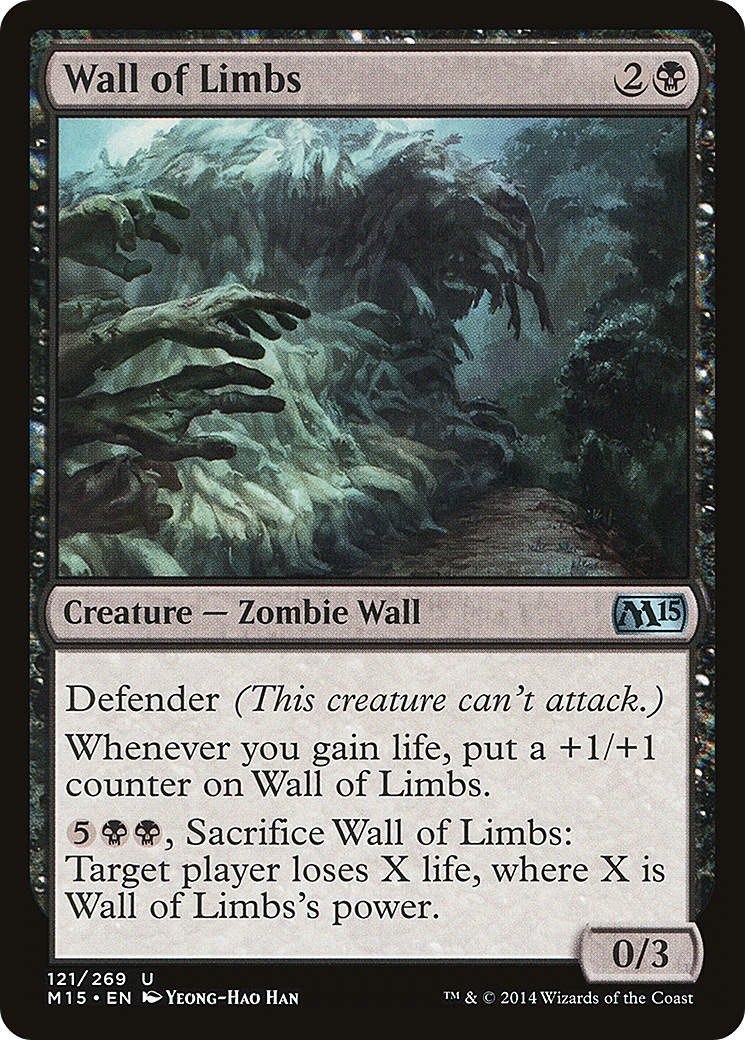 Wall of Limbs 2
Creature — Zombie Wall M15
Defender (This creature can't attack.)
Whenever you gain life, put a +1/+1
counter on Wall of Limbs.
5, Sacrifice Wall of Limbs:
Target player loses X life, where X is
Wall of Limbs's power.
0/3
121/269 U
M15 • EN Yeong-Hao Han ™ & © 2014 Wizards of the Coast